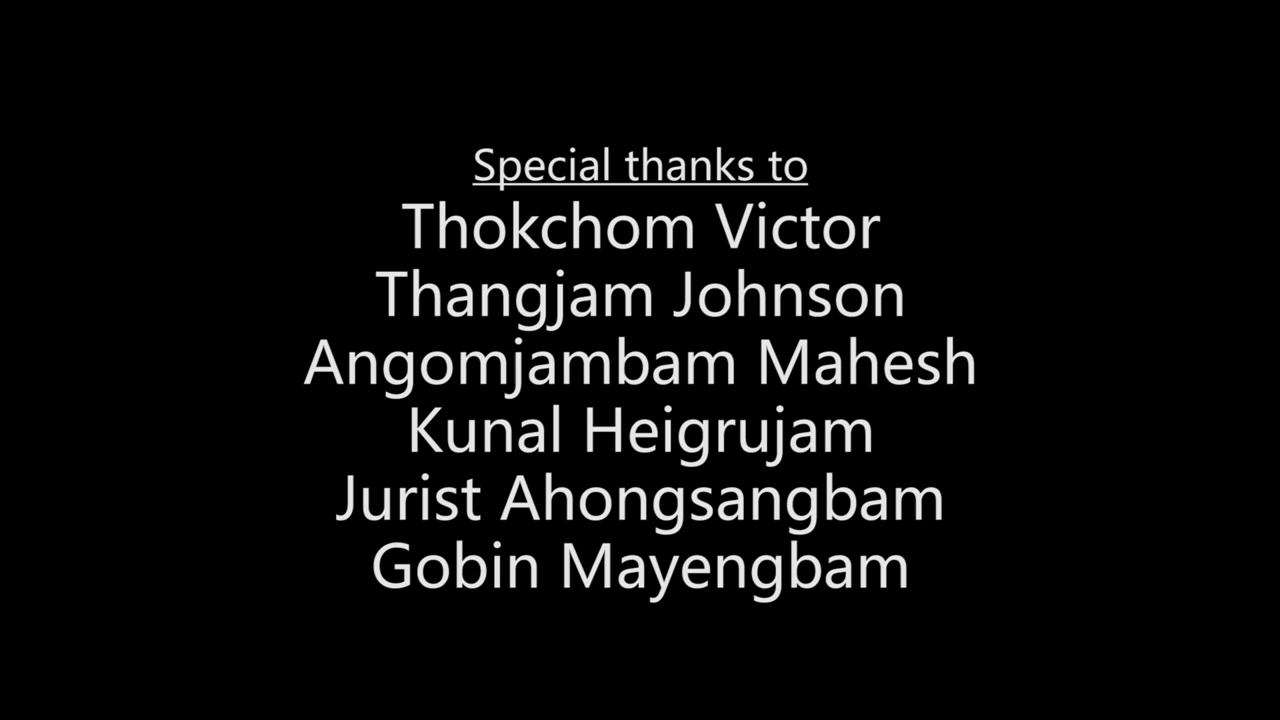 Special thanks to
Thokchom Victor
Thangjam Johnson
Angomjambam Mahesh
Kunal Heigrujam
Jurist Ahongsangbam
Gobin Mayengbam